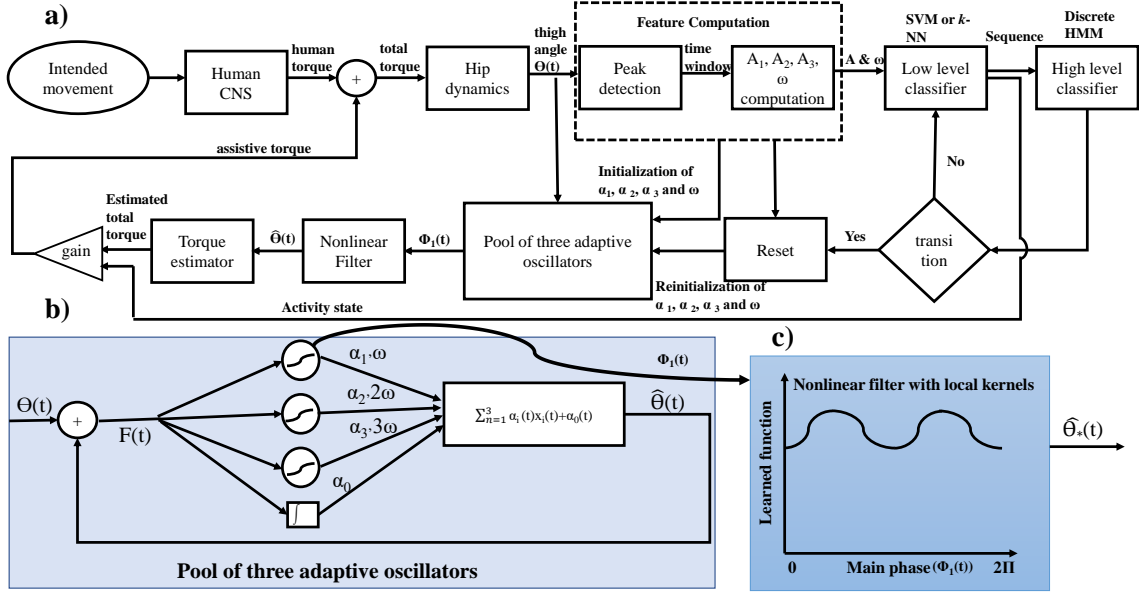 a)
Intended
movement
Human
CNS
human
torque
+
total
torque
Hip
dynamics
thigh
angle
Θ(t)
Feature Computation
Peak
detection
time
window
A₁, A₂, A₃,
ω
computation
A & ω
SVM or k-
NN
Low level
classifier
Sequence
Discrete
HMM
High level
classifier
assistive torque
Estimated
total
torque
gain
Torque
estimator
Θ̂(t)
Nonlinear
Filter
Φ₁(t)
Pool of three adaptive
oscillators
Initialization of
α₁, α₂, α₃ and ω
Reset
Reinitialization of
α₁, α₂, α₃ and ω
Yes
No
transi
tion
Activity state
b)
Θ(t)
+
F(t)
α₁,ω
α₂,2ω
α₃,3ω
α₀
∫
∑³ₙ₌₁ αᵢ(t)xᵢ(t)+α₀(t)
θ̂(t)
Φ₁(t)
Pool of three adaptive oscillators
c)
Nonlinear filter with local kernels
Learned function
0
Main phase(Φ₁(t))
2Π
Θ̂*(t)